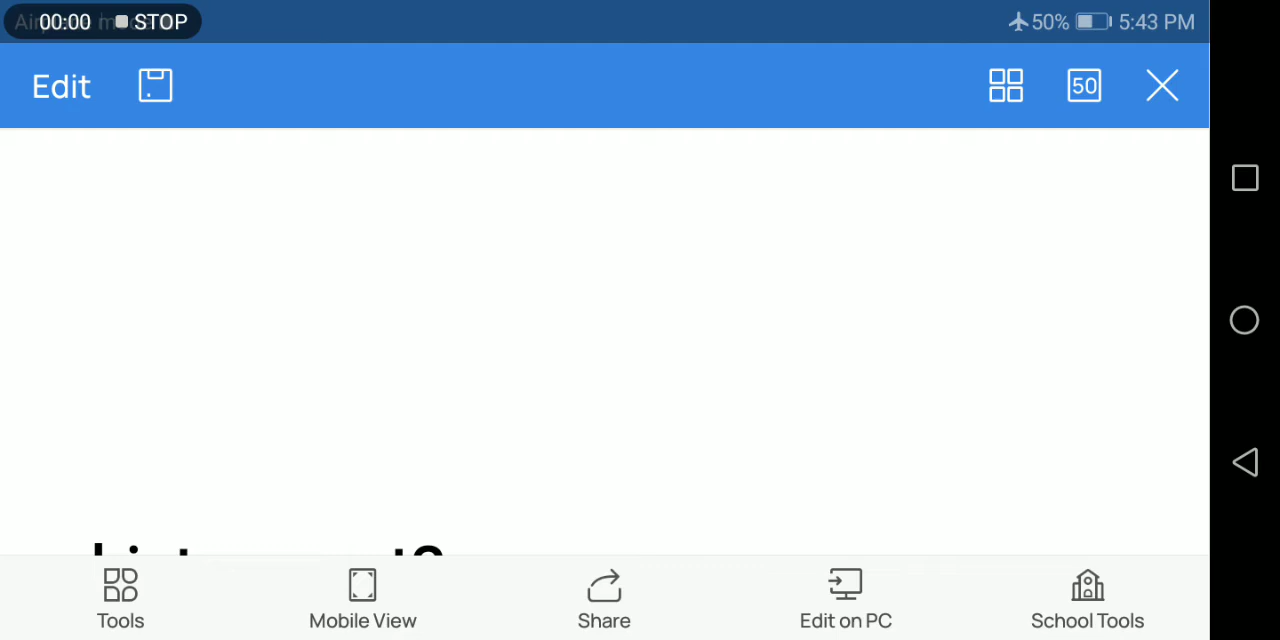 00:00 STOP 50% 5:43 PM
Edit 50
Tools Mobile View Share Edit on PC School Tools